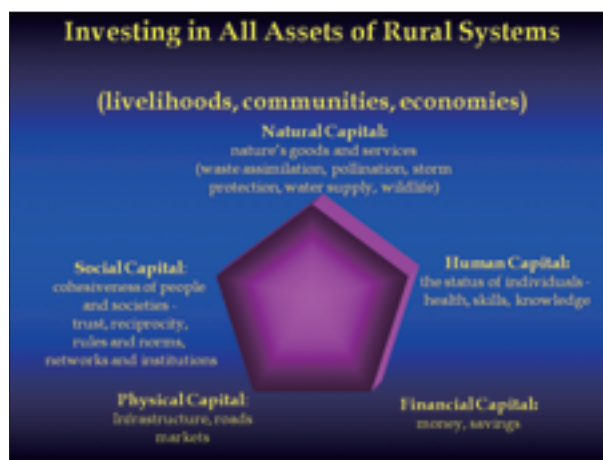 Investing in All Assets of Rural Systems
(livelihoods, communities, economies)
Natural Capital:
nature's goods and services
(waste assimilation, pollination, storm
protection, water supply, wildlife)
Social Capital:
cohesiveness of people
and societies -
trust, reciprocity,
rules and norms,
networks and institutions
Human Capital:
the status of individuals -
health, skills, knowledge
Physical Capital:
Infrastructure, roads
markets
Financial Capital:
money, savings